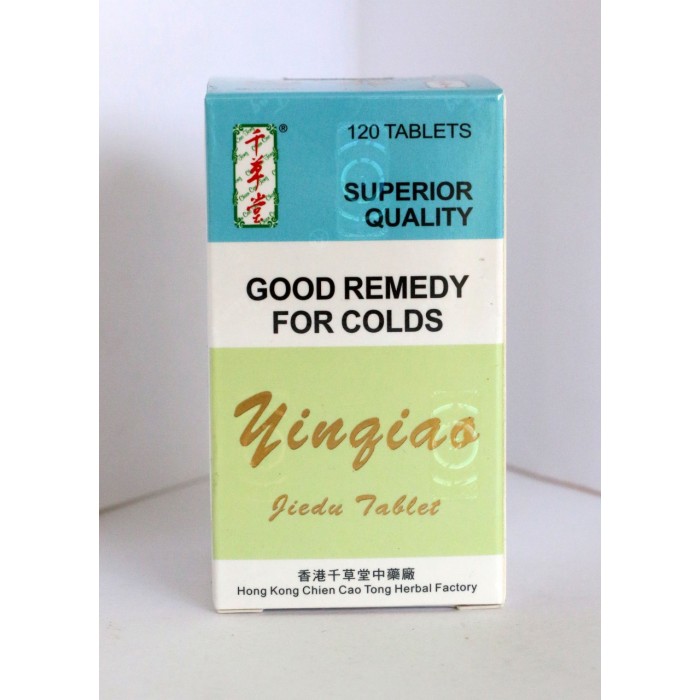 千草堂
®
120 TABLETS
SUPERIOR
QUALITY
GOOD REMEDY
FOR COLDS
Yinqiao
Jiedu Tablet
香港千草堂中藥廠
Hong Kong Chien Cao Tong Herbal Factory